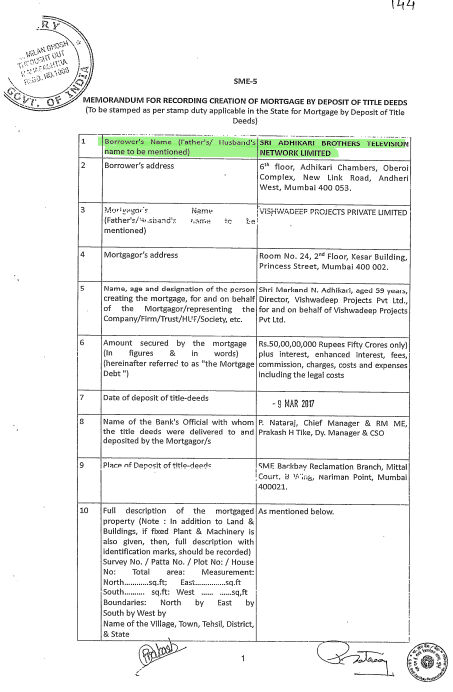 144
RY
MILAN GHOSH
REGD. NO. 1098
GOVT. OF INDIA
SME-5
MEMORANDUM FOR RECORDING CREATION OF MORTGAGE BY DEPOSIT OF TITLE DEEDS
(To be stamped as per stamp duty applicable in the State for Mortgage by Deposit of Title
Deeds)
1 Borrower's Name (Father's/ Husband's SRI ADHIKARI BROTHERS TELEVISION
name to be mentioned) NETWORK LIMITED
2 Borrower's address 6th floor, Adhikari Chambers, Oberoi
Complex, New Link Road, Andheri
West, Mumbai 400 053.
3 Mortgagor's Name VISHWADEEP PROJECTS PRIVATE LIMITED
(Father's/Husband's name to be
mentioned)
4 Mortgagor's address Room No. 24, 2nd Floor, Kesar Building,
Princess Street, Mumbai 400 002.
5 Name, age and designation of the person Shri Markand N. Adhikari, aged 59 years,
creating the mortgage, for and on behalf Director, Vishwadeep Projects Pvt Ltd.,
of the Mortgagor/representing the for and on behalf of Vishwadeep Projects
Company/Firm/Trust/HUF/Society, etc. Pvt Ltd.
6 Amount secured by the mortgage Rs.50,00,00,000 Rupees Fifty Crores only)
(In figures & in words) plus interest, enhanced interest, fees,
(hereinafter referred to as "the Mortgage commission, charges, costs and expenses
Debt ") including the legal costs
7 Date of deposit of title-deeds - 9 MAR 2017
8 Name of the Bank's Official with whom P. Nataraj, Chief Manager & RM ME,
the title deeds were delivered to and Prakash H Tike, Dy. Manager & CSO
deposited by the Mortgagor/s
9 Place of Deposit of title-deeds SME Backbay Reclamation Branch, Mittal
Court, B Wing, Nariman Point, Mumbai
400021.
10 Full description of the mortgaged As mentioned below.
property (Note : In addition to Land &
Buildings, if fixed Plant & Machinery is
also given, then, full description with
identification marks, should be recorded)
Survey No. / Patta No. / Plot No: / House
No: Total area: Measurement:
North......sq.ft; East.............sq.ft
South.......... sq.ft: West ...... ......sq,ft
Boundaries: North by East by
South by West by
Name of the Village, Town, Tehsil, District,
& State
1